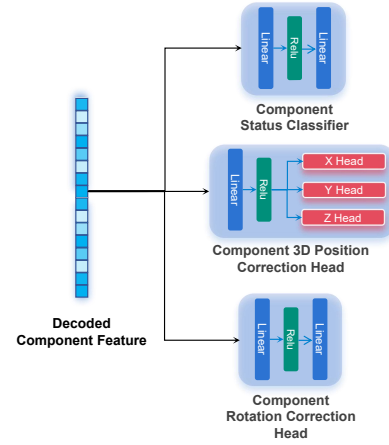 Linear
Relu
Linear
Component
Status Classifier
Linear
Relu
X Head
Y Head
Z Head
Component 3D Position
Correction Head
Decoded
Component Feature
Linear
Relu
Linear
Component
Rotation Correction
Head